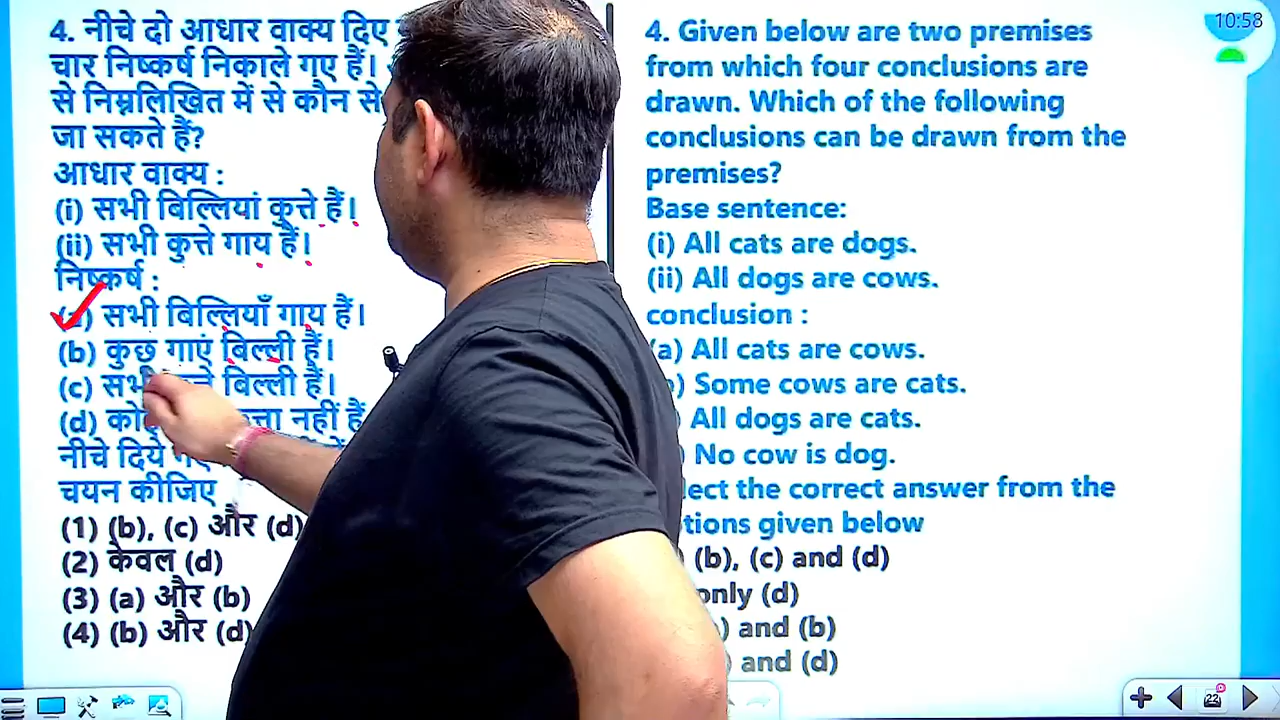 4. नीचे दो आधार वाक्य दिए
चार निष्कर्ष निकाले गए हैं।
से निम्नलिखित में से कौन से
जा सकते हैं?
आधार वाक्य :
(i) सभी बिल्लियां कुत्ते हैं।
(ii) सभी कुत्ते गाय हैं।
निष्कर्ष :
सभी बिल्लियाँ गाय हैं।
(b) कुछ गाएं बिल्ली हैं।
(c) सभी बिल्ली हैं।
(d) नहीं हैं
नीचे दिये
चयन कीजिए
(1) (b), (c) और (d)
(2) केवल (d)
(3) (a) और (b)
(4) (b) और (d)
4. Given below are two premises
from which four conclusions are
drawn. Which of the following
conclusions can be drawn from the
premises?
Base sentence:
(i) All cats are dogs.
(ii) All dogs are cows.
conclusion :
(a) All cats are cows.
) Some cows are cats.
All dogs are cats.
) No cow is dog.
lect the correct answer from the
tions given below
(b), (c) and (d)
only (d)
) and (b)
) and (d)
10:58
22